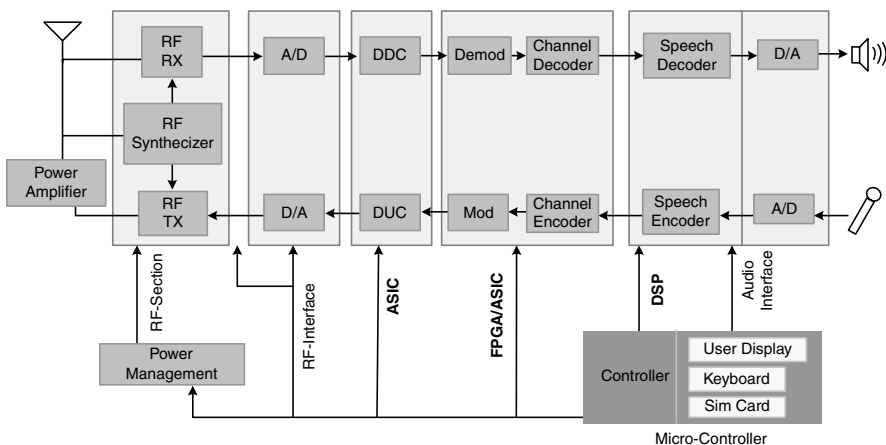 RF
RX
A/D
DDC
Demod
Channel
Decoder
Speech
Decoder
D/A
RF
Synthecizer
Power
Amplifier
RF
TX
D/A
DUC
Mod
Channel
Encoder
Speech
Encoder
A/D
RF-Section
RF-Interface
ASIC
FPGA/ASIC
DSP
Audio
Interface
Power
Management
Controller
User Display
Keyboard
Sim Card
Micro-Controller